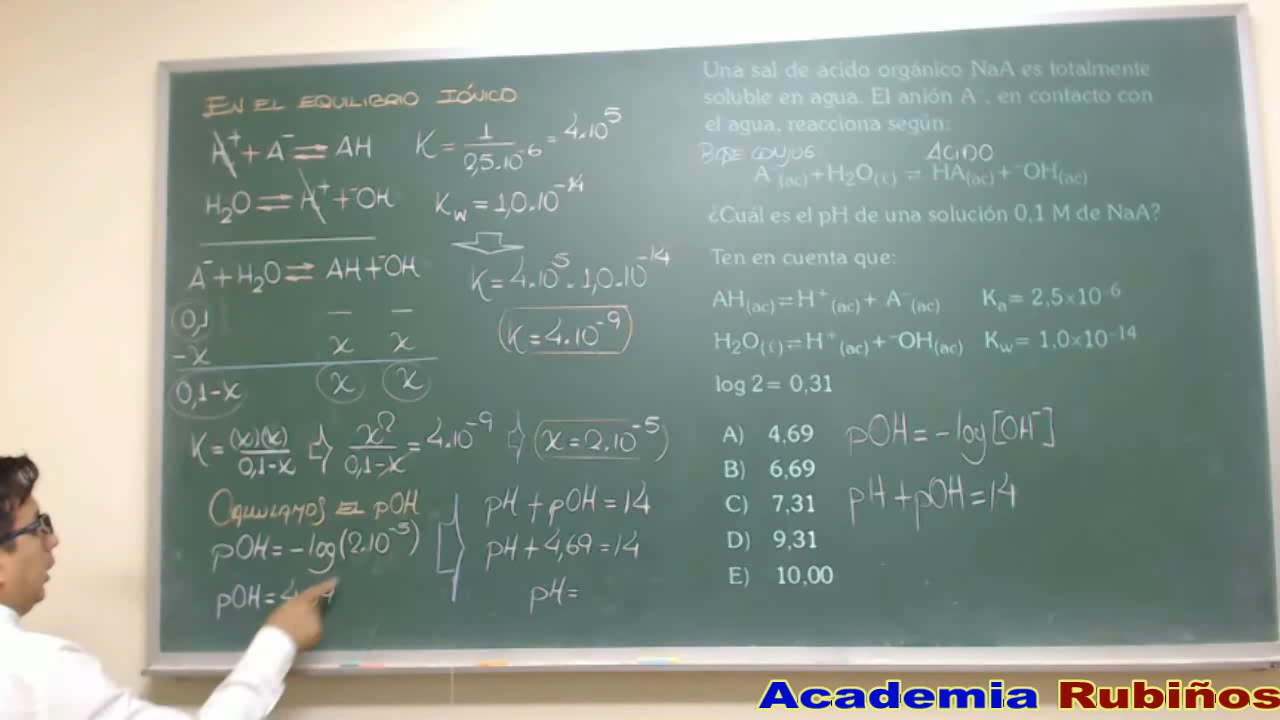 EN EL EQUILIBRIO IÓNICO
H⁺ + A⁻ ⇌ AH K = 1/2,5.10⁻⁶ = 4.10⁵
H₂O ⇌ H⁺ + ⁻OH Kw = 1,0.10⁻¹⁴
A⁻ + H₂O ⇌ AH + ⁻OH K = 4.10⁵ . 1,0.10⁻¹⁴
0,1 — —
-x x x
K = 4.10⁻⁹
0,1-x x x
K = (x)(x)/0,1-x ⇒ x²/0,1-x = 4.10⁻⁹ ⇒ x = 2.10⁻⁵
EL pOH
pOH = -log(2.10⁻⁵)
pOH = 4
pH + pOH = 14
pH + 4,69 = 14
pH =
Una sal de ácido orgánico NaA es totalmente
soluble en agua. El anión A⁻, en contacto con
el agua, reacciona según:
BASE CONJUG ÁCIDO
A⁻(ac) + H₂O(ℓ) ⇌ HA(ac) + ⁻OH(ac)
¿Cuál es el pH de una solución 0,1 M de NaA?
Ten en cuenta que:
AH(ac) ⇌ H⁺(ac) + A⁻(ac) Ka = 2,5×10⁻⁶
H₂O(ℓ) ⇌ H⁺(ac) + ⁻OH(ac) Kw = 1,0×10⁻¹⁴
log 2 = 0,31
A) 4,69
B) 6,69
C) 7,31
D) 9,31
E) 10,00
pOH = -log[OH⁻]
pH + pOH = 14
Academia Rubiños